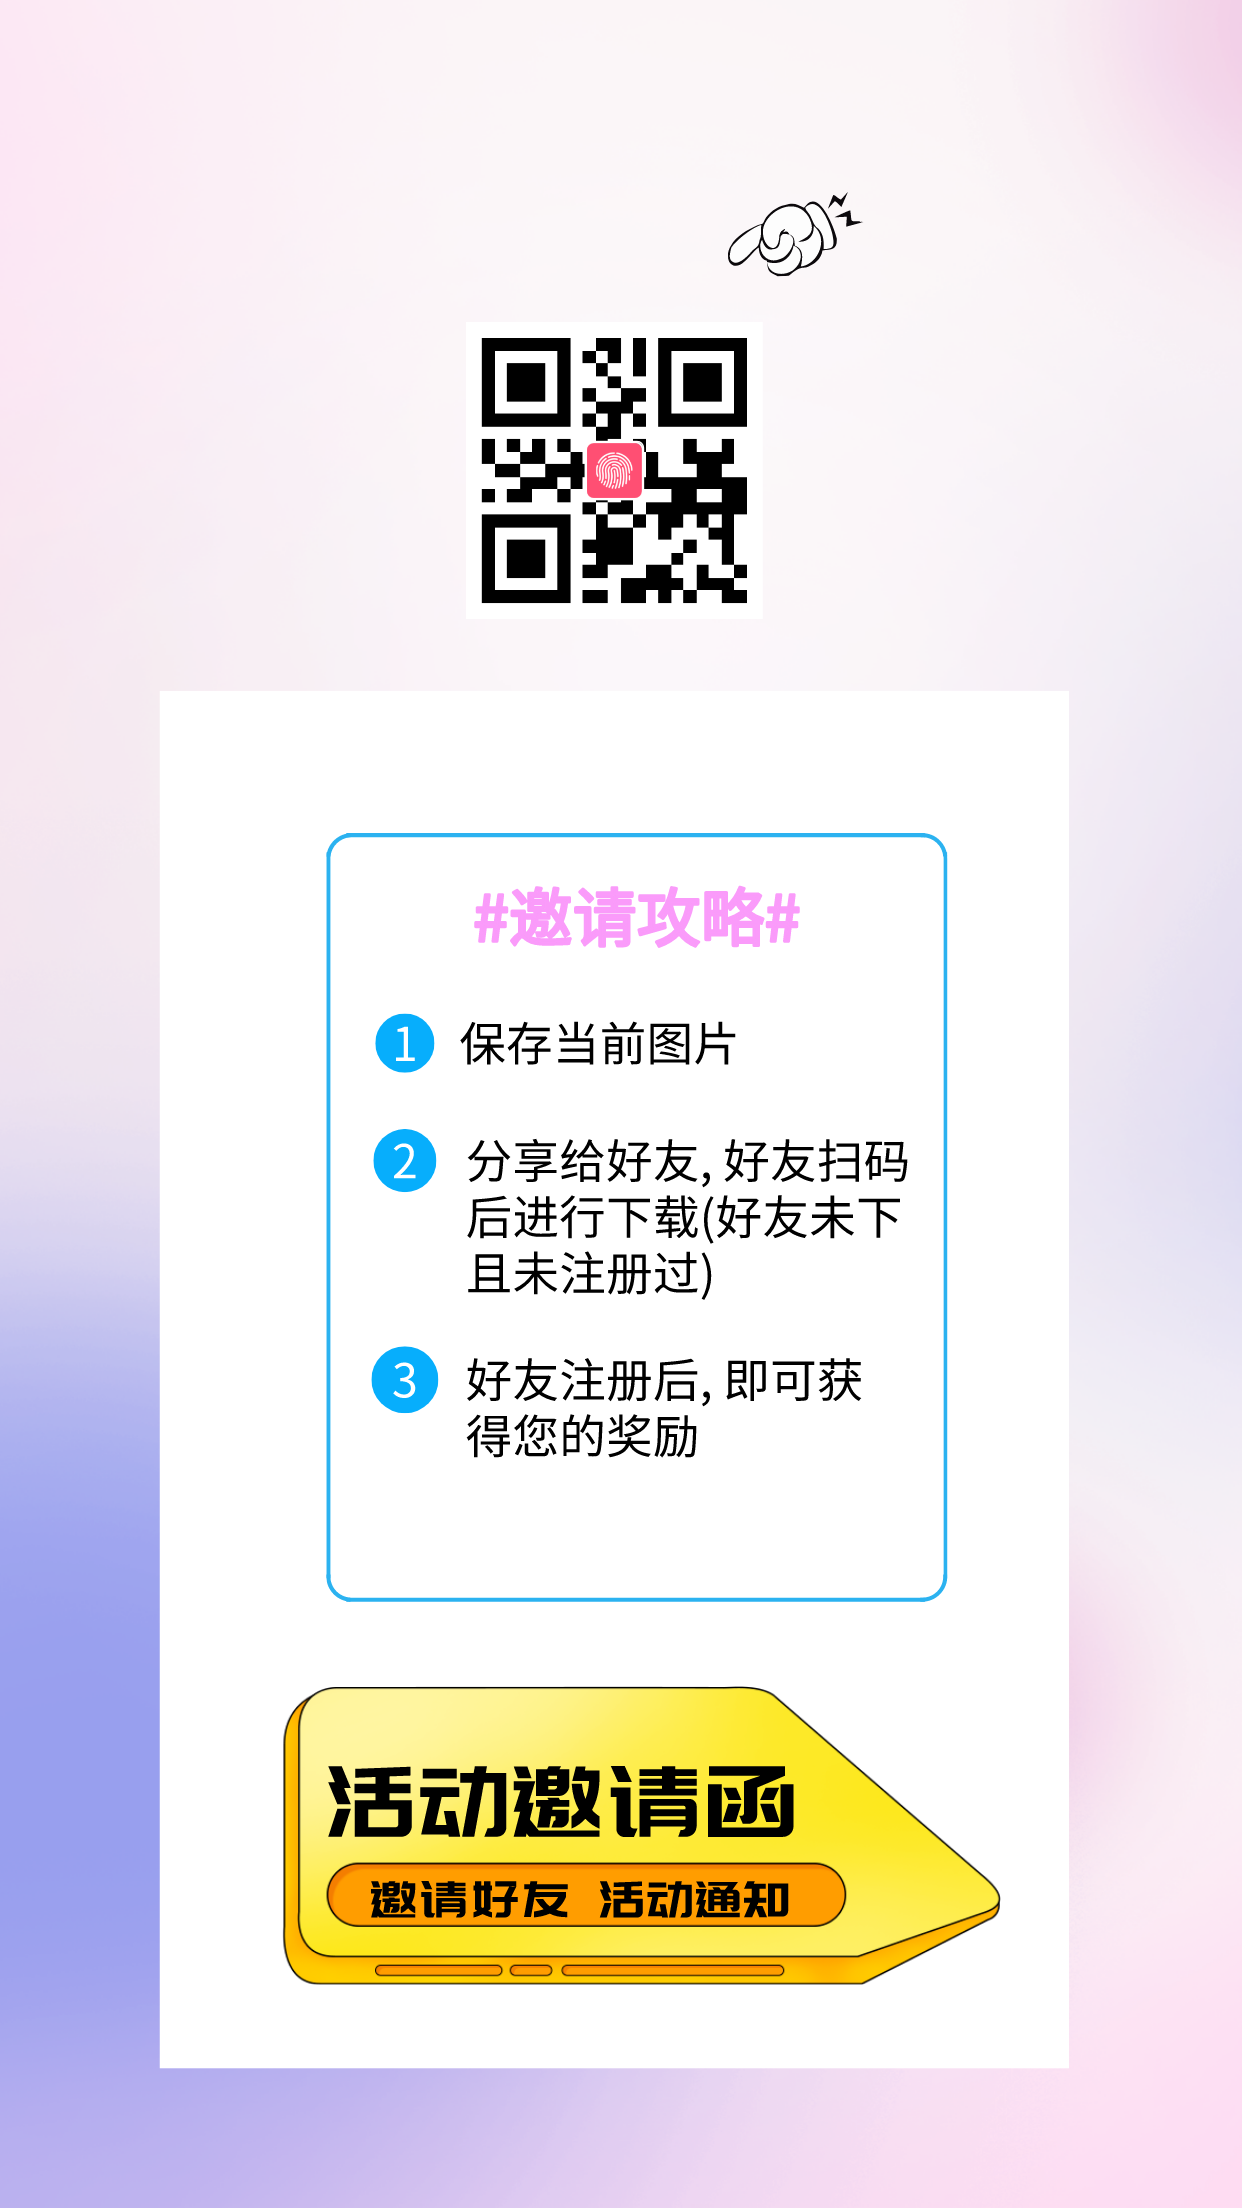 #邀请攻略#
1 保存当前图片
2 分享给好友,好友扫码
后进行下载(好友未下
且未注册过)
3 好友注册后,即可获
得您的奖励
活动邀请函
邀请好友 活动通知